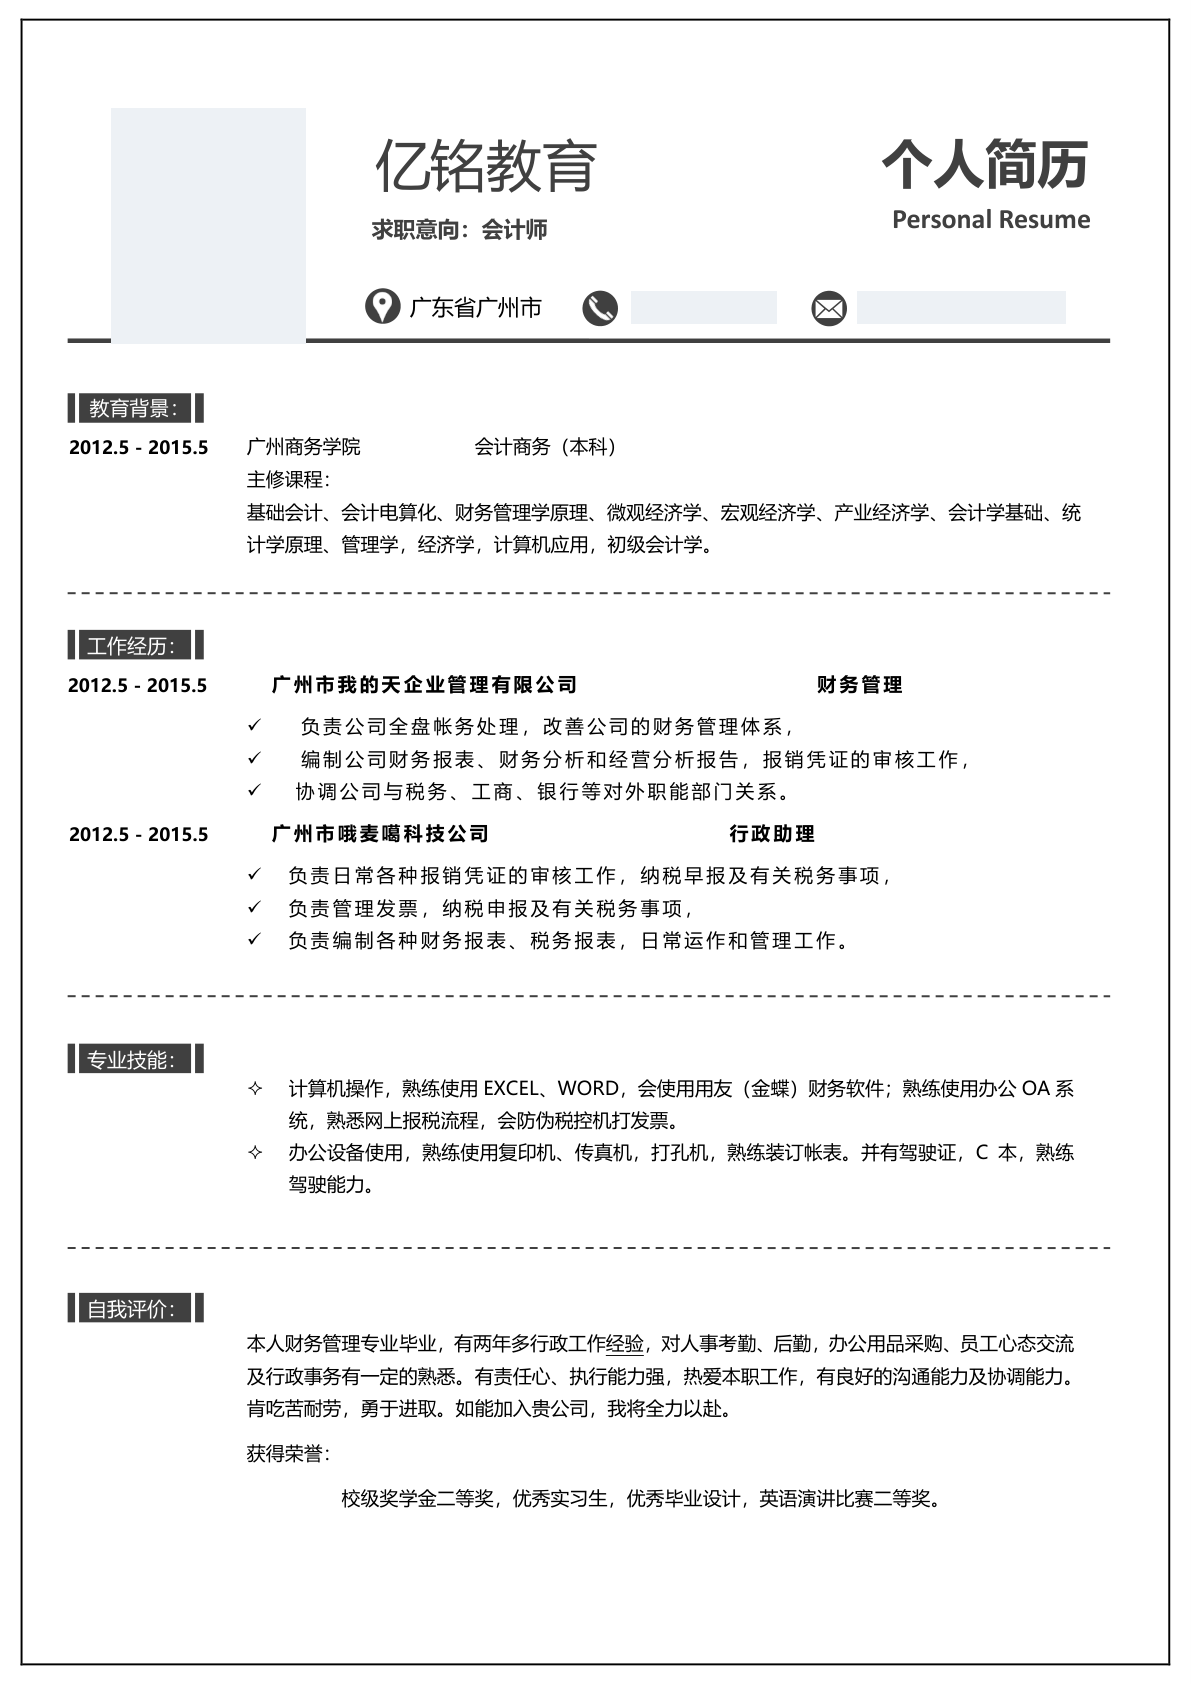 亿铭教育
个人简历
求职意向：会计师
Personal Resume
广东省广州市
教育背景：
2012.5 - 2015.5 广州商务学院 会计商务（本科）
主修课程：
基础会计、会计电算化、财务管理学原理、微观经济学、宏观经济学、产业经济学、会计学基础、统
计学原理、管理学，经济学，计算机应用，初级会计学。
工作经历：
2012.5 - 2015.5 广州市我的天企业管理有限公司 财务管理
✓ 负责公司全盘帐务处理，改善公司的财务管理体系，
✓ 编制公司财务报表、财务分析和经营分析报告，报销凭证的审核工作，
✓ 协调公司与税务、工商、银行等对外职能部门关系。
2012.5 - 2015.5 广州市哦麦噶科技公司 行政助理
✓ 负责日常各种报销凭证的审核工作，纳税早报及有关税务事项，
✓ 负责管理发票，纳税申报及有关税务事项，
✓ 负责编制各种财务报表、税务报表，日常运作和管理工作。
专业技能：
✧ 计算机操作，熟练使用 EXCEL、WORD，会使用用友（金蝶）财务软件；熟练使用办公 OA 系
统，熟悉网上报税流程，会防伪税控机打发票。
✧ 办公设备使用，熟练使用复印机、传真机，打孔机，熟练装订帐表。并有驾驶证，C 本，熟练
驾驶能力。
自我评价：
本人财务管理专业毕业，有两年多行政工作经验，对人事考勤、后勤，办公用品采购、员工心态交流
及行政事务有一定的熟悉。有责任心、执行能力强，热爱本职工作，有良好的沟通能力及协调能力。
肯吃苦耐劳，勇于进取。如能加入贵公司，我将全力以赴。
获得荣誉：
校级奖学金二等奖，优秀实习生，优秀毕业设计，英语演讲比赛二等奖。